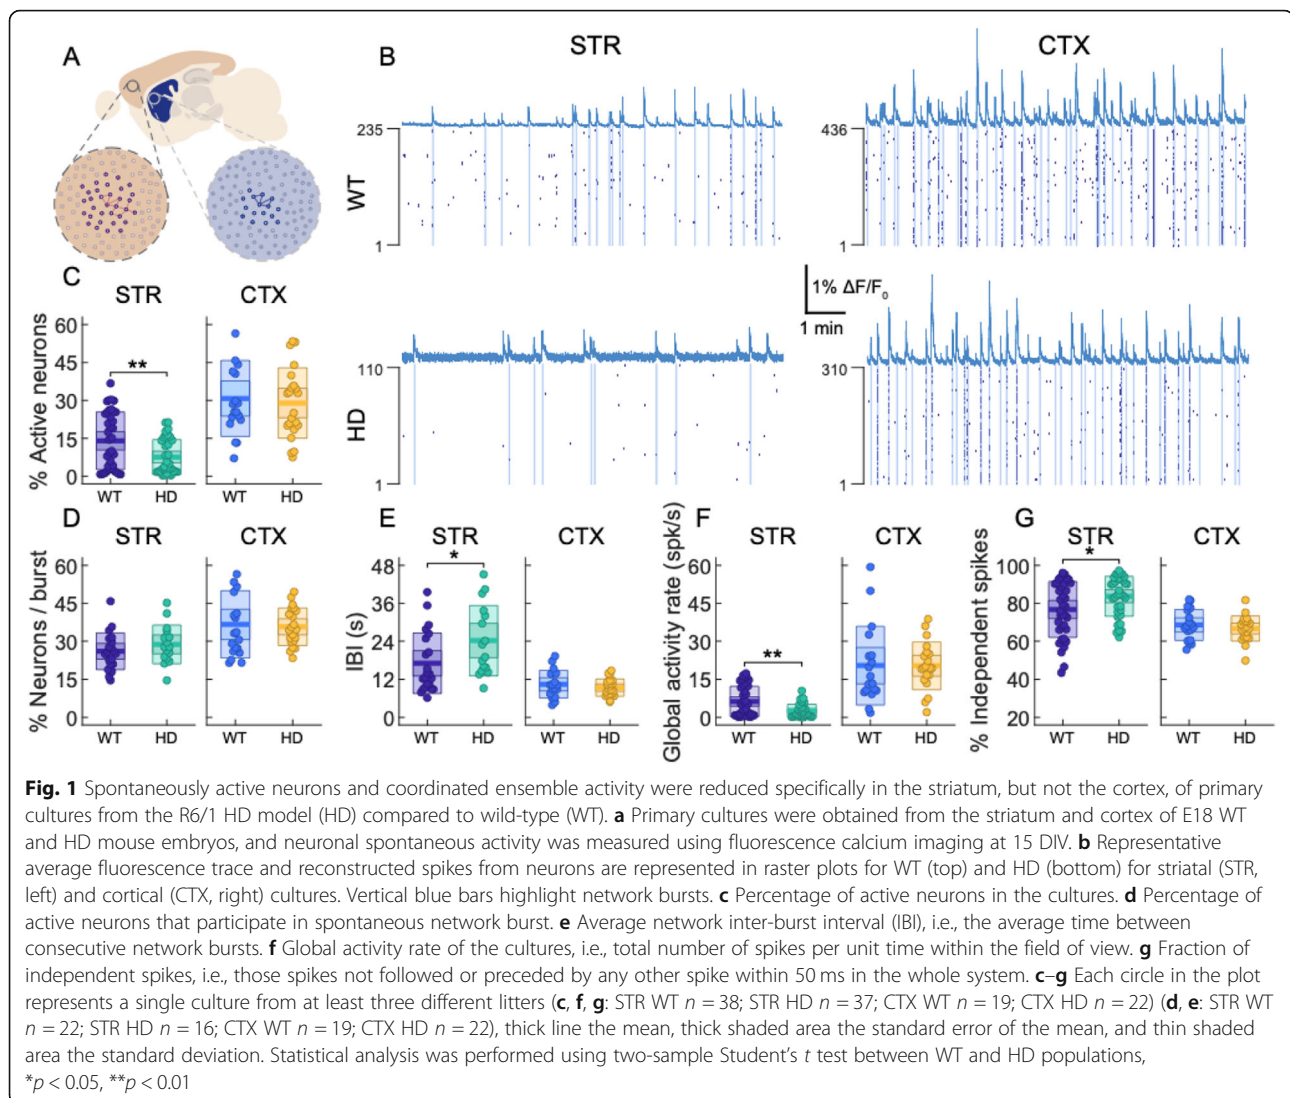 A
B
STR
CTX
WT
235
1
436
1
C
STR
CTX
% Active neurons
60
45
30
15
0
**
WT
HD
WT
HD
HD
110
1
1% ΔF/F0
1 min
310
1
D
STR
CTX
% Neurons / burst
60
45
30
15
0
WT
HD
WT
HD
E
STR
CTX
IBI (s)
48
36
24
12
0
*
WT
HD
WT
HD
F
STR
CTX
Global activity rate (spk/s)
60
45
30
15
0
**
WT
HD
WT
HD
G
STR
CTX
% Independent spikes
100
80
60
40
20
*
WT
HD
WT
HD
Fig. 1 Spontaneously active neurons and coordinated ensemble activity were reduced specifically in the striatum, but not the cortex, of primary
cultures from the R6/1 HD model (HD) compared to wild-type (WT). a Primary cultures were obtained from the striatum and cortex of E18 WT
and HD mouse embryos, and neuronal spontaneous activity was measured using fluorescence calcium imaging at 15 DIV. b Representative
average fluorescence trace and reconstructed spikes from neurons are represented in raster plots for WT (top) and HD (bottom) for striatal (STR,
left) and cortical (CTX, right) cultures. Vertical blue bars highlight network bursts. c Percentage of active neurons in the cultures. d Percentage of
active neurons that participate in spontaneous network burst. e Average network inter-burst interval (IBI), i.e., the average time between
consecutive network bursts. f Global activity rate of the cultures, i.e., total number of spikes per unit time within the field of view. g Fraction of
independent spikes, i.e., those spikes not followed or preceded by any other spike within 50 ms in the whole system. c–g Each circle in the plot
represents a single culture from at least three different litters (c, f, g: STR WT n = 38; STR HD n = 37; CTX WT n = 19; CTX HD n = 22) (d, e: STR WT
n = 22; STR HD n = 16; CTX WT n = 19; CTX HD n = 22), thick line the mean, thick shaded area the standard error of the mean, and thin shaded
area the standard deviation. Statistical analysis was performed using two-sample Student's t test between WT and HD populations,
*p < 0.05, **p < 0.01